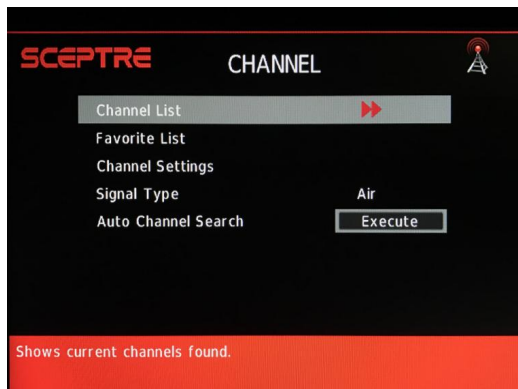 SCEPTRE
CHANNEL
Channel List
Favorite List
Channel Settings
Signal Type Air
Auto Channel Search Execute
Shows current channels found.